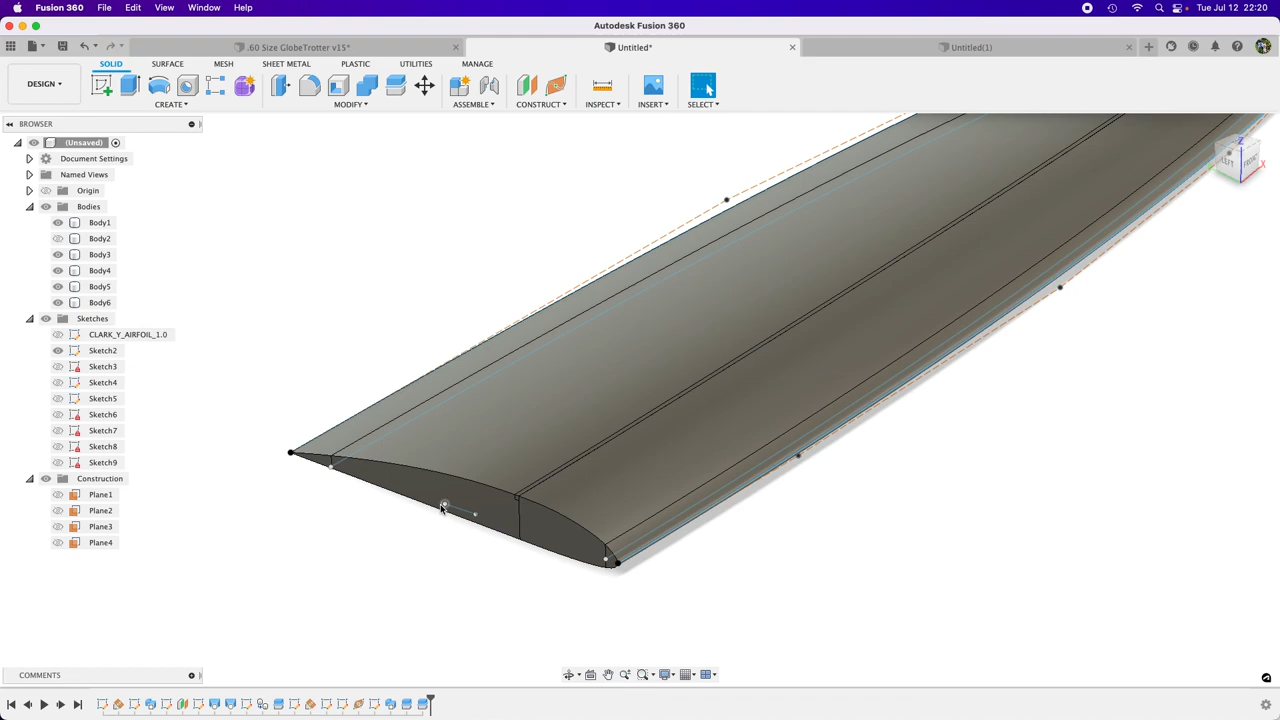 Fusion 360 File Edit View Window Help Tue Jul 12 22:20
Autodesk Fusion 360
.60 Size GlobeTrotter v15* Untitled* Untitled(1)
SOLID SURFACE MESH SHEET METAL PLASTIC UTILITIES MANAGE
DESIGN
CREATE MODIFY ASSEMBLE CONSTRUCT INSPECT INSERT SELECT
BROWSER
(Unsaved)
Document Settings
Named Views
Origin
Bodies
Body1
Body2
Body3
Body4
Body5
Body6
Sketches
CLARK_Y_AIRFOIL_1.0
Sketch2
Sketch3
Sketch4
Sketch5
Sketch6
Sketch7
Sketch8
Sketch9
Construction
Plane1
Plane2
Plane3
Plane4
Z
LEFT FRONT X
COMMENTS